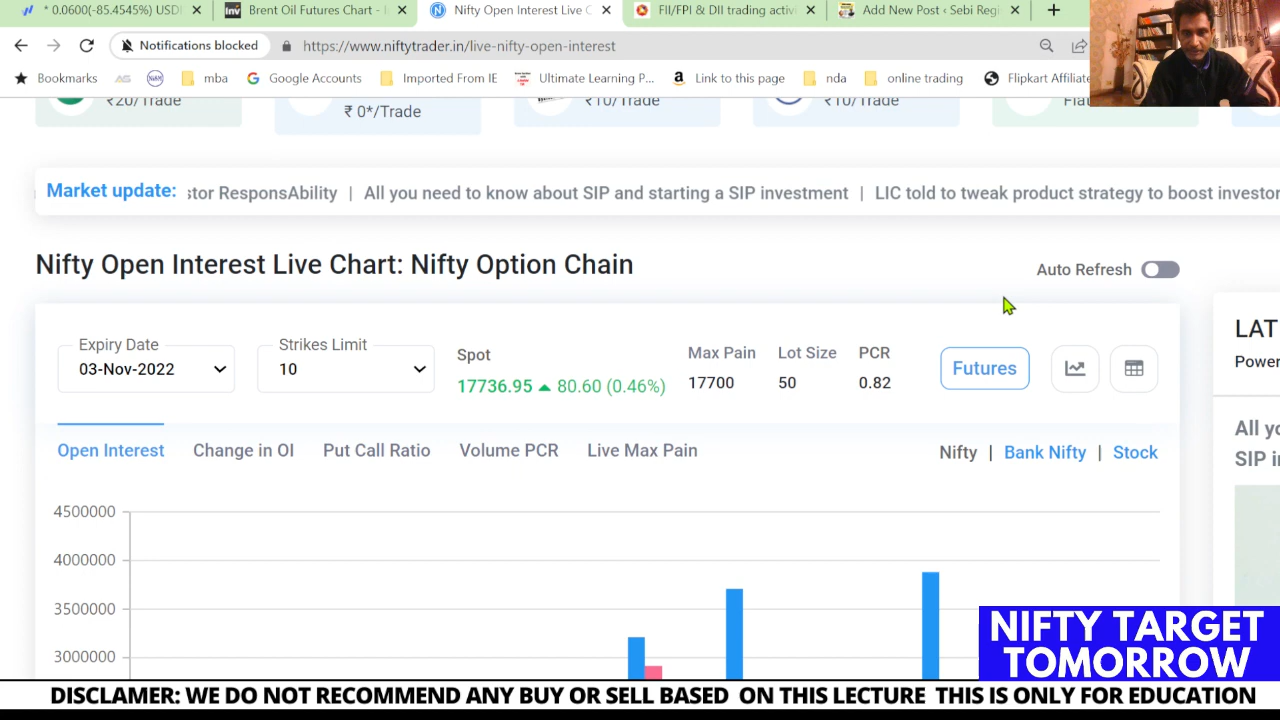 * 0.0600(-85.4545%) USDI
Brent Oil Futures Chart - I
Nifty Open Interest Live C
FII/FPI & DII trading activ
Add New Post ‹ Sebi Regi
Notifications blocked
https://www.niftytrader.in/live-nifty-open-interest
Bookmarks
mba
Google Accounts
Imported From IE
Ultimate Learning P...
Link to this page
nda
online trading
Flipkart Affiliate
₹20/Trade
₹ 0*/Trade
₹10/Trade
₹10/Trade
Flat
Market update: stor ResponsAbility | All you need to know about SIP and starting a SIP investment | LIC told to tweak product strategy to boost investor
Nifty Open Interest Live Chart: Nifty Option Chain
Auto Refresh
LAT
Power
Expiry Date
03-Nov-2022
Strikes Limit
10
Spot
17736.95 80.60 (0.46%)
Max Pain
17700
Lot Size
50
PCR
0.82
Futures
Open Interest
Change in OI
Put Call Ratio
Volume PCR
Live Max Pain
Nifty | Bank Nifty | Stock
All yo
SIP in
4500000
4000000
3500000
3000000
NIFTY TARGET
TOMORROW
DISCLAMER: WE DO NOT RECOMMEND ANY BUY OR SELL BASED ON THIS LECTURE THIS IS ONLY FOR EDUCATION